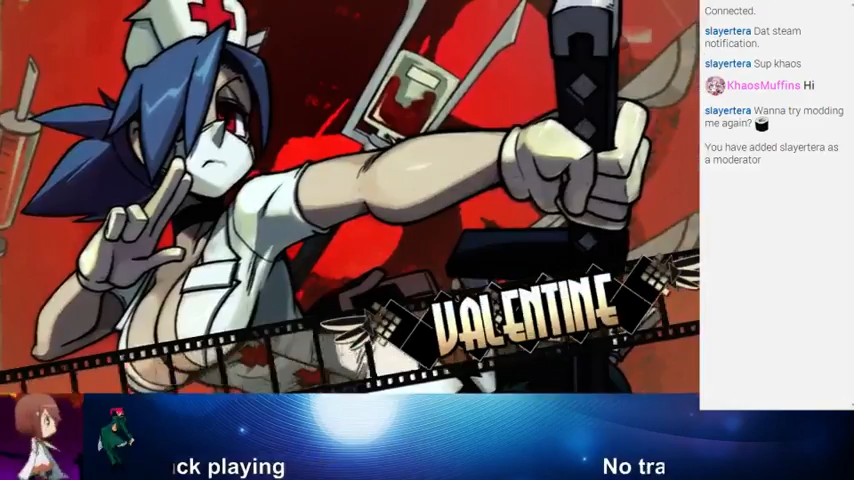 Connected.
slayertera Dat steam
notification.
slayertera Sup khaos
KhaosMuffins Hi
slayertera Wanna try modding
me again?
You have added slayertera as
a moderator
VALENTINE
ck playing
No tra